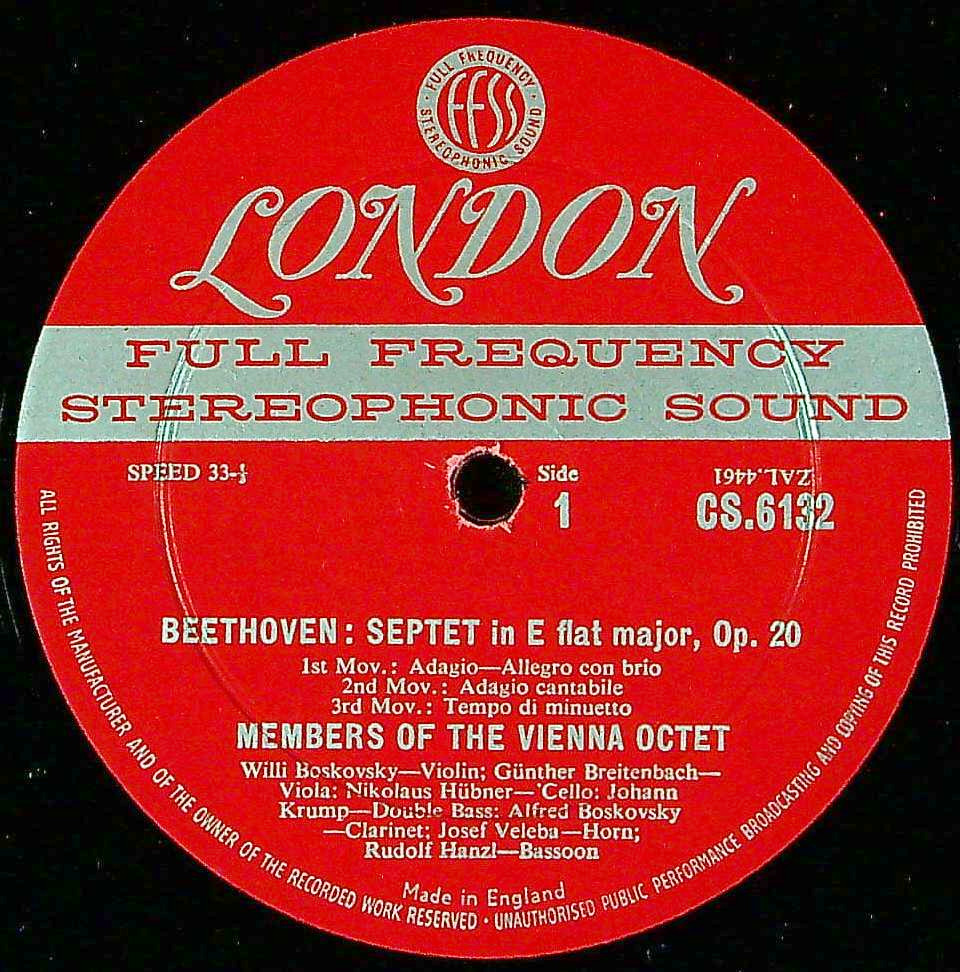 FULL FREQUENCY
FFSS
STEREOPHONIC SOUND
LONDON
FULL FREQUENCY
STEREOPHONIC SOUND
SPEED 33-⅓
Side
1
ZAL.4461
CS.6132
BEETHOVEN: SEPTET in E flat major, Op. 20
1st Mov.: Adagio—Allegro con brio
2nd Mov.: Adagio cantabile
3rd Mov.: Tempo di minuetto
MEMBERS OF THE VIENNA OCTET
Willi Boskovsky—Violin; Günther Breitenbach—
Viola: Nikolaus Hübner—'Cello: Johann
Krump—Double Bass: Alfred Boskovsky
—Clarinet; Josef Veleba—Horn;
Rudolf Hanzl—Bassoon
Made in England
ALL RIGHTS OF THE MANUFACTURER AND OF THE OWNER OF THE RECORDED WORK RESERVED · UNAUTHORISED PUBLIC PERFORMANCE BROADCASTING AND COPYING OF THIS RECORD PROHIBITED